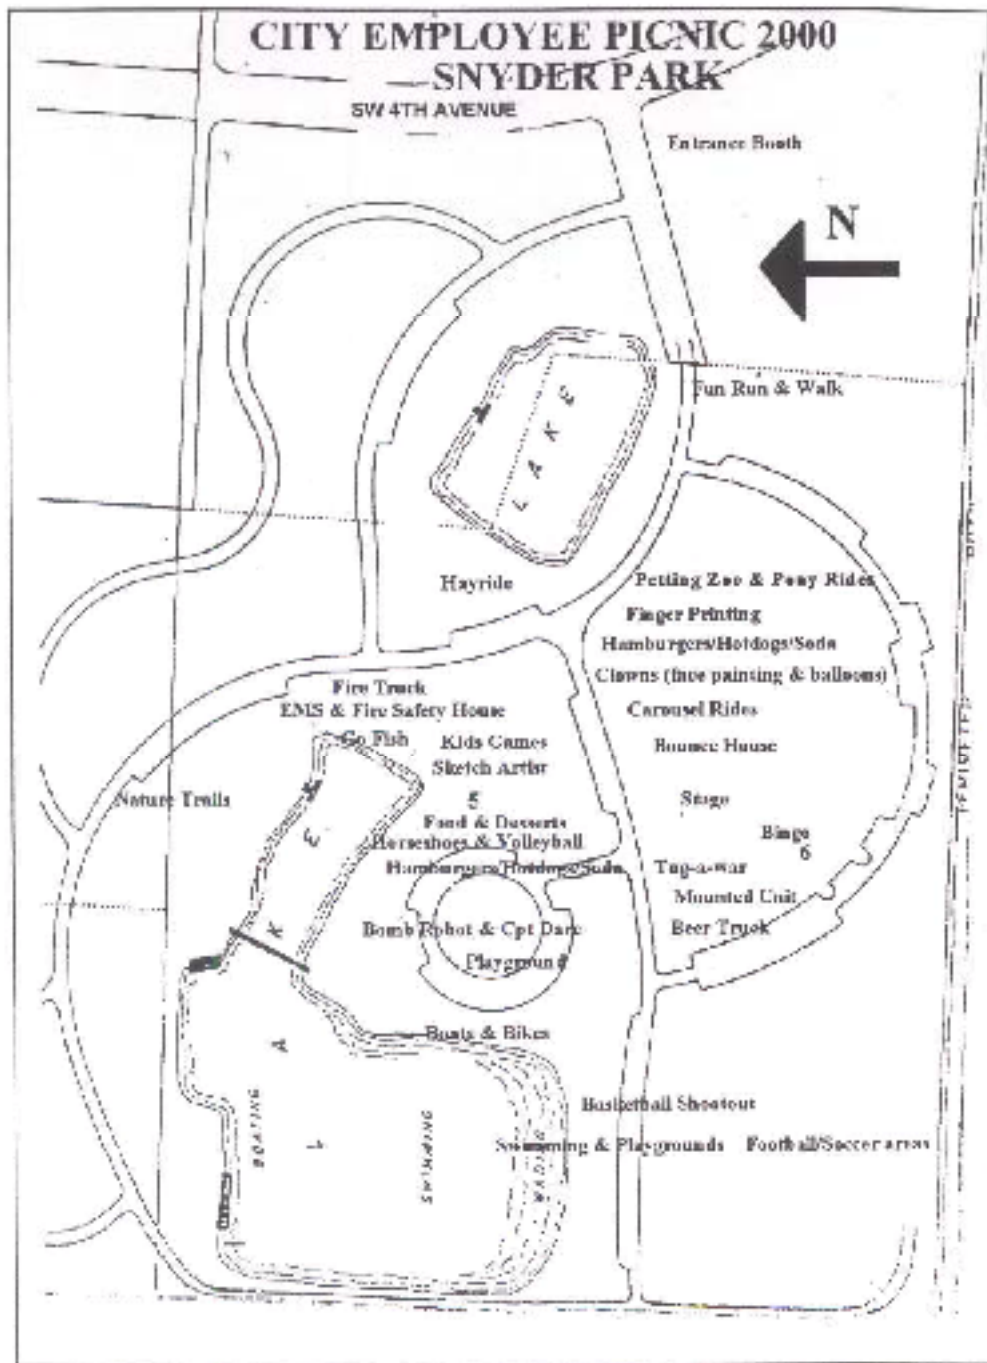 CITY EMPLOYEE PICNIC 2000
SNYDER PARK
SW 4TH AVENUE
Entrance Booth
N
Fun Run & Walk
LAKE
Hayride
Petting Zoo & Pony Rides
Finger Printing
Hamburgers/Hotdogs/Soda
Clowns (face painting & balloons)
Fire Truck
EMS & Fire Safety House
Carousel Rides
Go Fish
Kids Games
Bounce House
Sketch Artist
Nature Trails
Stage
Food & Desserts
Bingo
6
Horseshoes & Volleyball
Hamburgers/Hotdogs/Soda
Tug-a-war
Mounted Unit
Bomb Robot & Cpt Dare
Beer Truck
Playground
LAKE
Boats & Bikes
Basketball Shootout
Swimming & Playgrounds
Football/Soccer areas
BOATING
SWIMMING
WADING